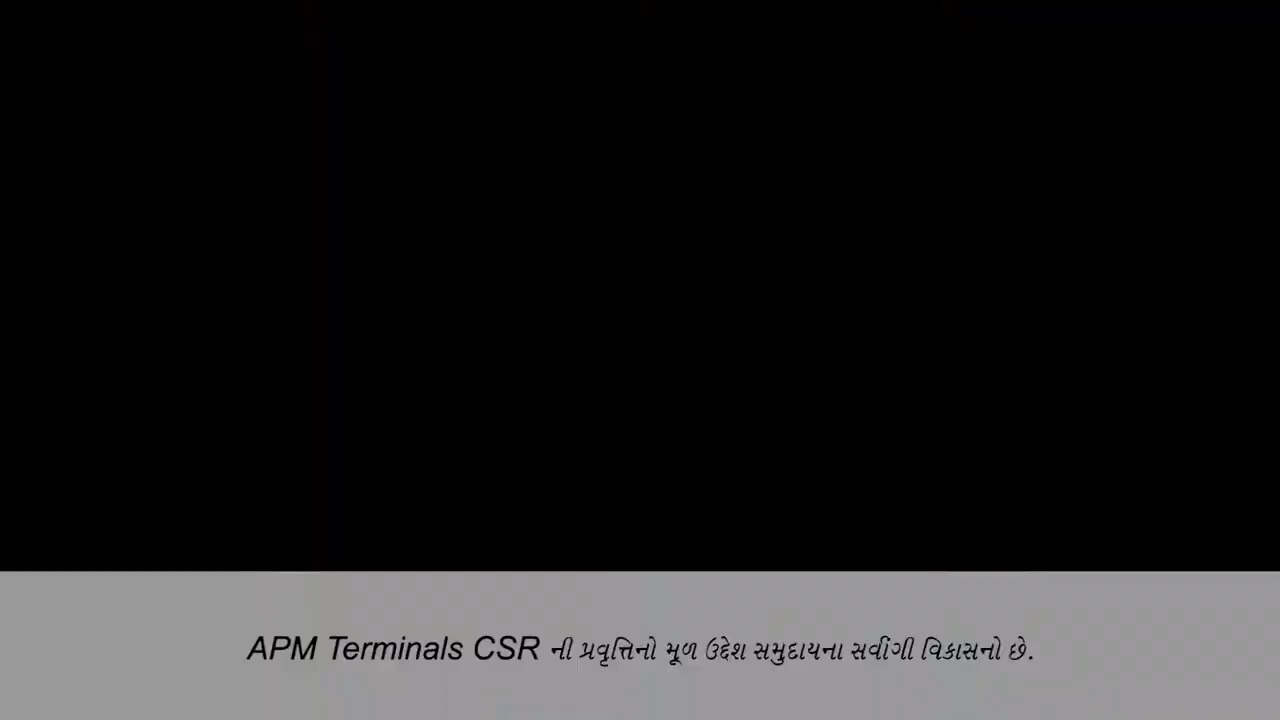 APM Terminals CSR ની પ્રવૃત્તિનો મૂળ ઉદ્દેશ સમુદાયના સર્વાંગી વિકાસનો છે.